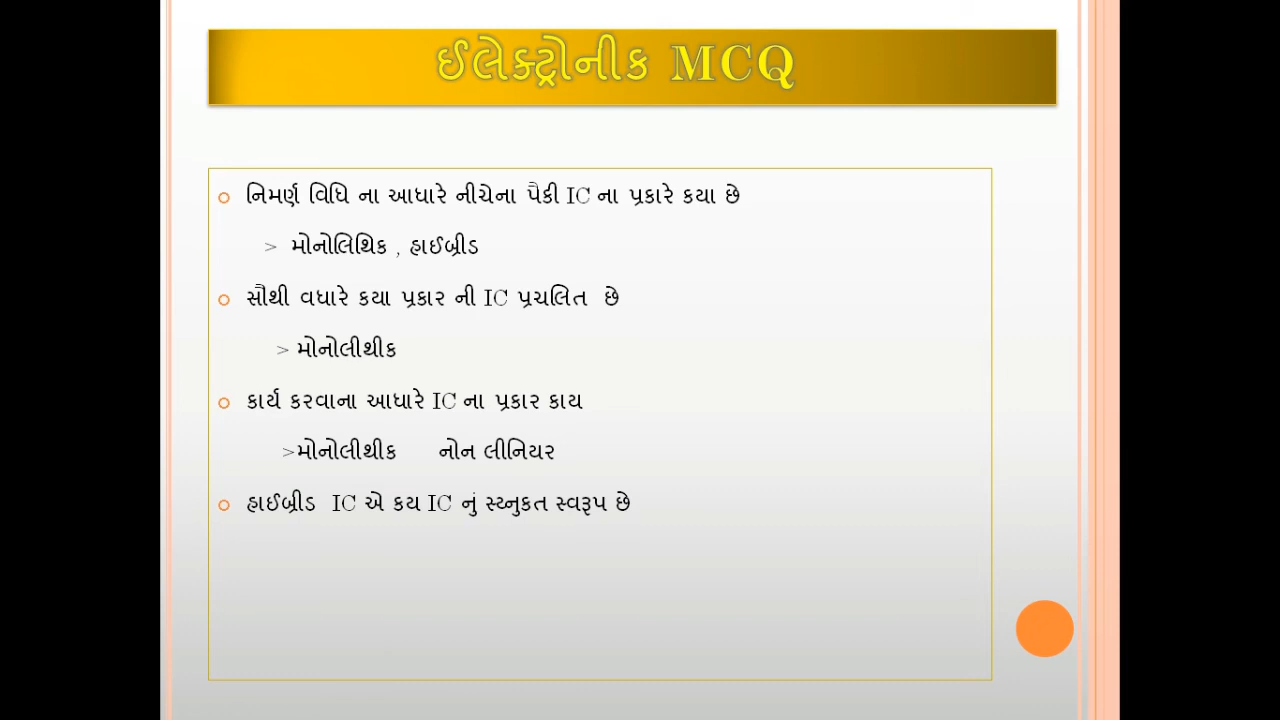 ઈલેક્ટ્રોનીક MCQ
નિમર્ણ વિધિ ના આધારે નીચેના પૈકી IC ના પ્રકારે કયા છે
> મોનોલિથિક , હાઈબ્રીડ
સૌથી વધારે કયા પ્રકાર ની IC પ્રચલિત છે
> મોનોલીથીક
કાર્ય કરવાના આધારે IC ના પ્રકાર કાય
>મોનોલીથીક નોન લીનિયર
હાઈબ્રીડ IC એ કય IC નું સ્ય્નુકત સ્વરૂપ છે